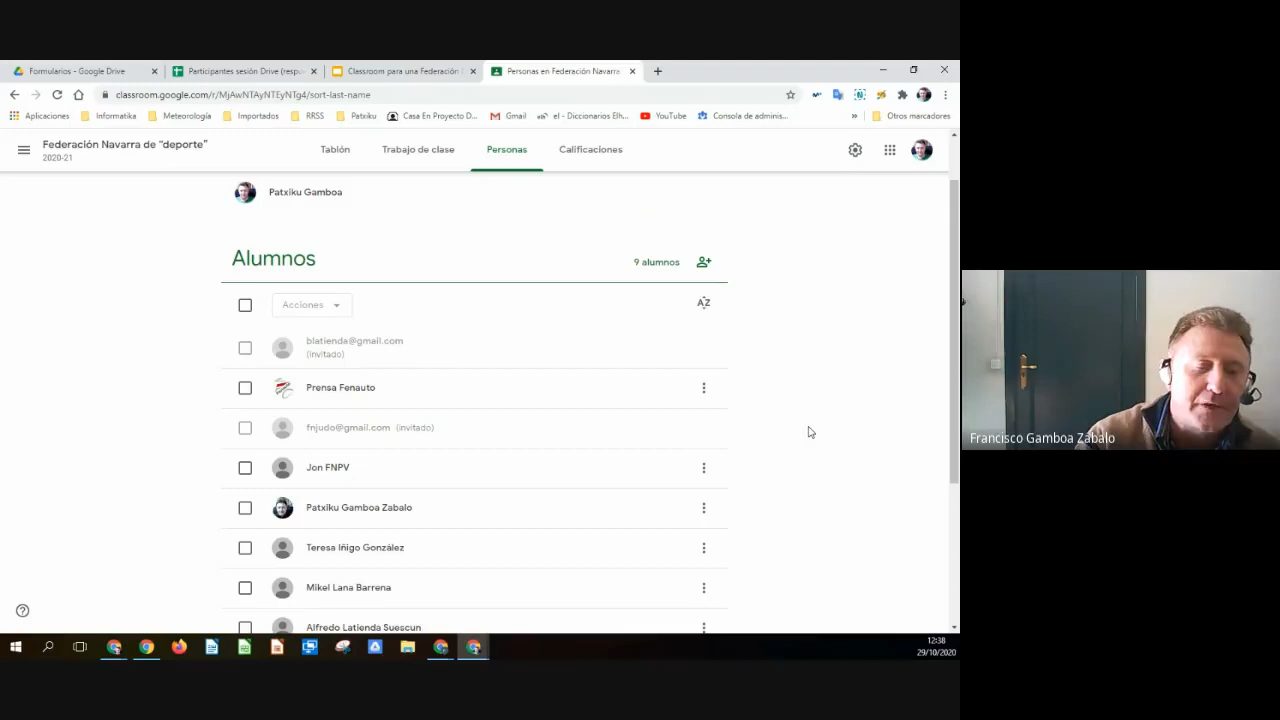 Formularios - Google Drive
Participantes sesión Drive (respu
Classroom para una Federación
Personas en Federación Navarra
classroom.google.com/r/MjAwNTAyNTEyNTg4/sort-last-name
Aplicaciones
Informatika
Meteorología
Importados
RRSS
Patxiku
Casa En Proyecto D...
Gmail
el - Diccionarios Elh...
YouTube
Consola de adminis...
»
Otros marcadores
Federación Navarra de "deporte"
2020-21
Tablón
Trabajo de clase
Personas
Calificaciones
Patxiku Gamboa
Alumnos
9 alumnos
Acciones
AZ
blatienda@gmail.com
(invitado)
Prensa Fenauto
fnjudo@gmail.com (invitado)
Jon FNPV
Patxiku Gamboa Zabalo
Teresa Iñigo González
Mikel Lana Barrena
Alfredo Latienda Suescun
12:38
29/10/2020
Francisco Gamboa Zabalo